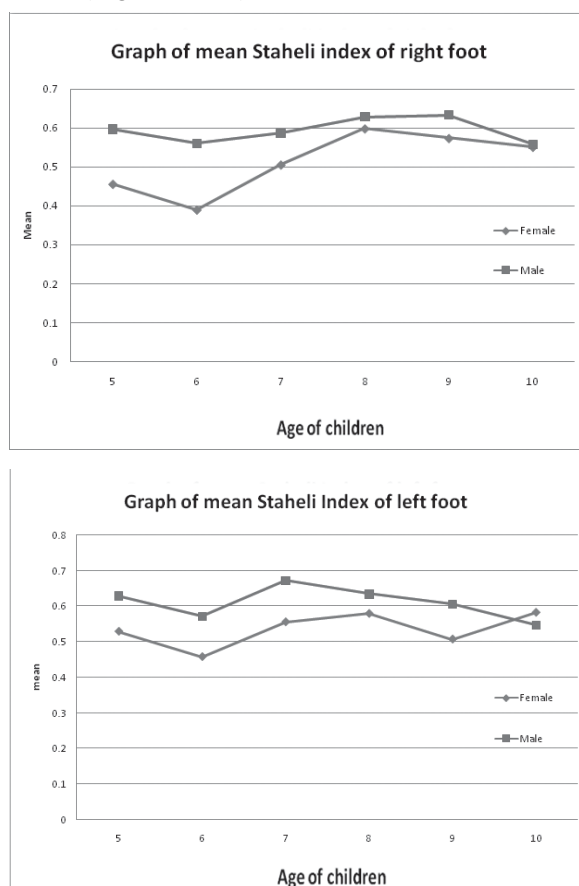 Graph of mean Staheli index of right foot
0.7
0.6
0.5
0.4
0.3
0.2
0.1
0
Mean
Female
Male
5 6 7 8 9 10
Age of children
Graph of mean Staheli Index of left foot
0.8
0.7
0.6
0.5
0.4
0.3
0.2
0.1
0
mean
Female
Male
5 6 7 8 9 10
Age of children